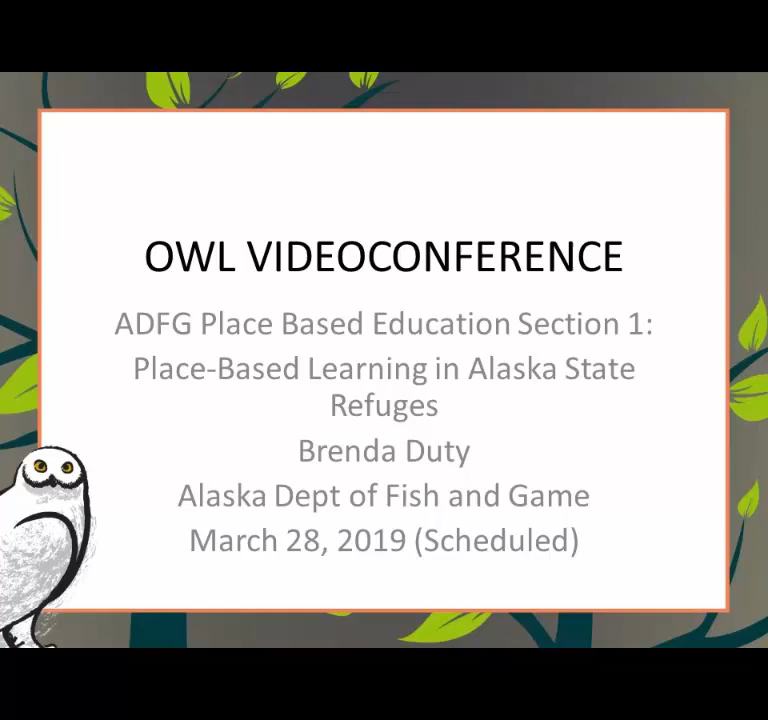 OWL VIDEOCONFERENCE
ADFG Place Based Education Section 1:
Place-Based Learning in Alaska State
Refuges
Brenda Duty
Alaska Dept of Fish and Game
March 28, 2019 (Scheduled)